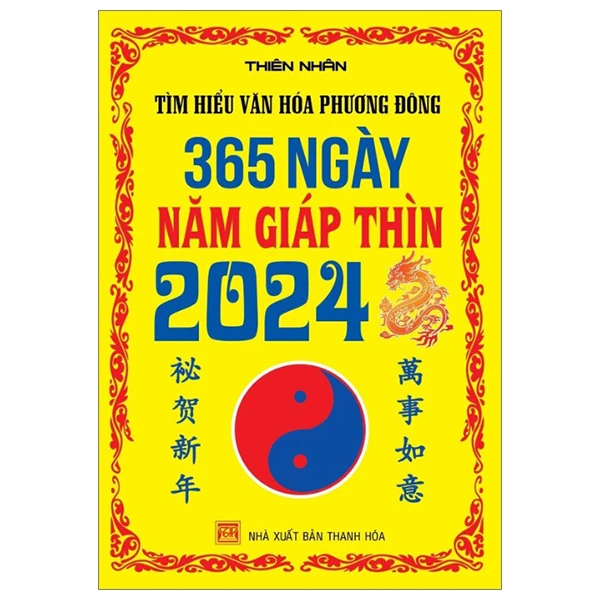 THIÊN NHÂN
TÌM HIỂU VĂN HÓA PHƯƠNG ĐÔNG
365 NGÀY
NĂM GIÁP THÌN
2024
祕贺新年
萬事如意
NHÀ XUẤT BẢN THANH HÓA